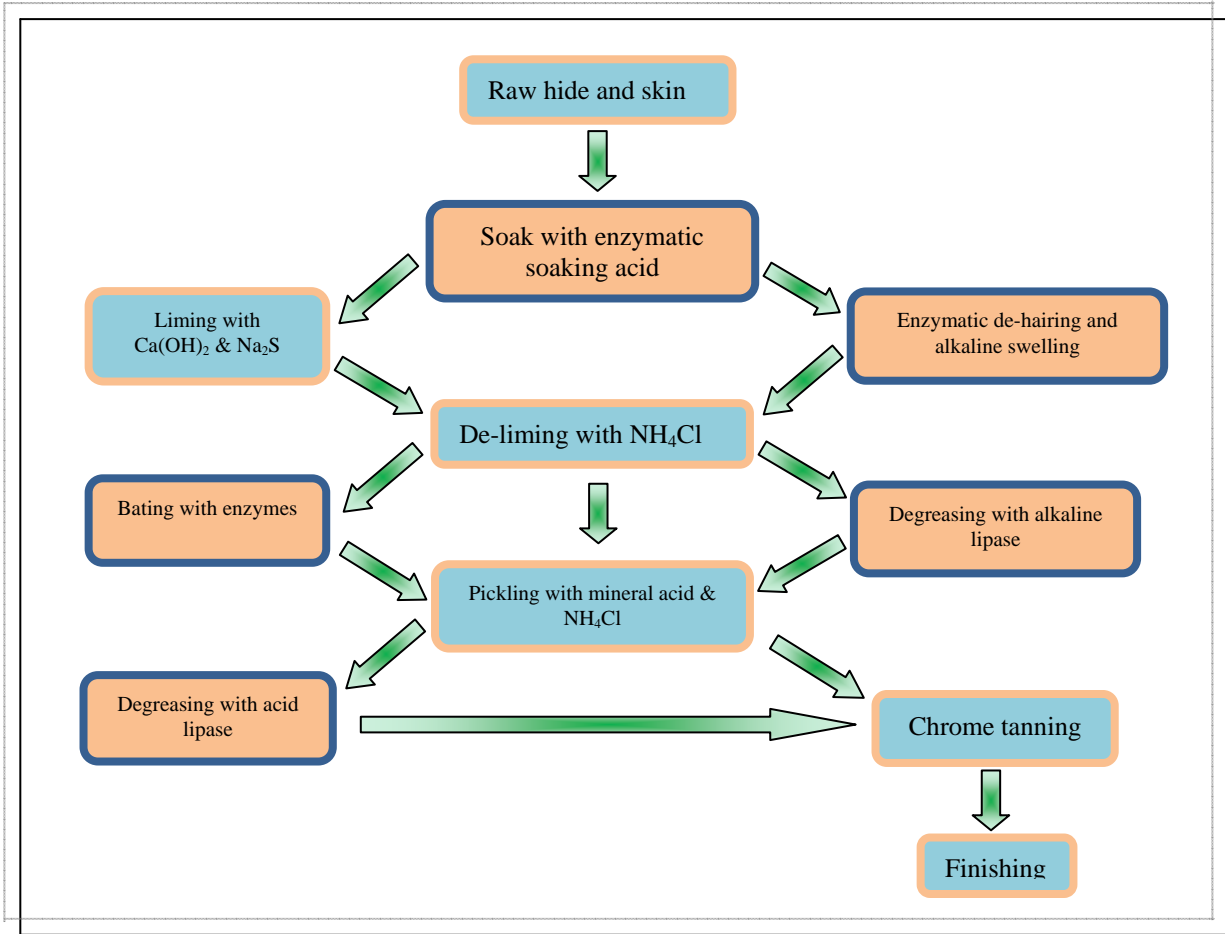 Raw hide and skin
Soak with enzymatic
soaking acid
Liming with
Ca(OH)₂ & Na₂S
Enzymatic de-hairing and
alkaline swelling
De-liming with NH₄Cl
Bating with enzymes
Degreasing with alkaline
lipase
Pickling with mineral acid &
NH₄Cl
Degreasing with acid
lipase
Chrome tanning
Finishing